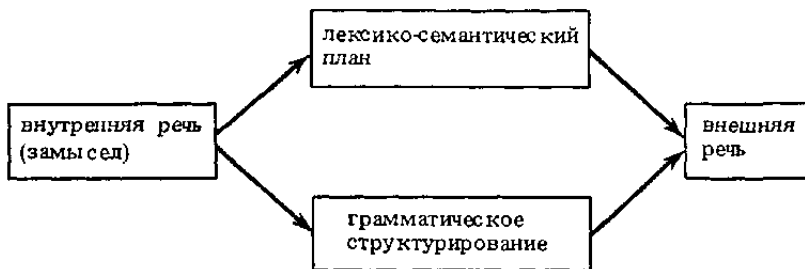 лексико-семантический
план
внутренняя речь
(замысел)
внешняя
речь
грамматическое
структурирование